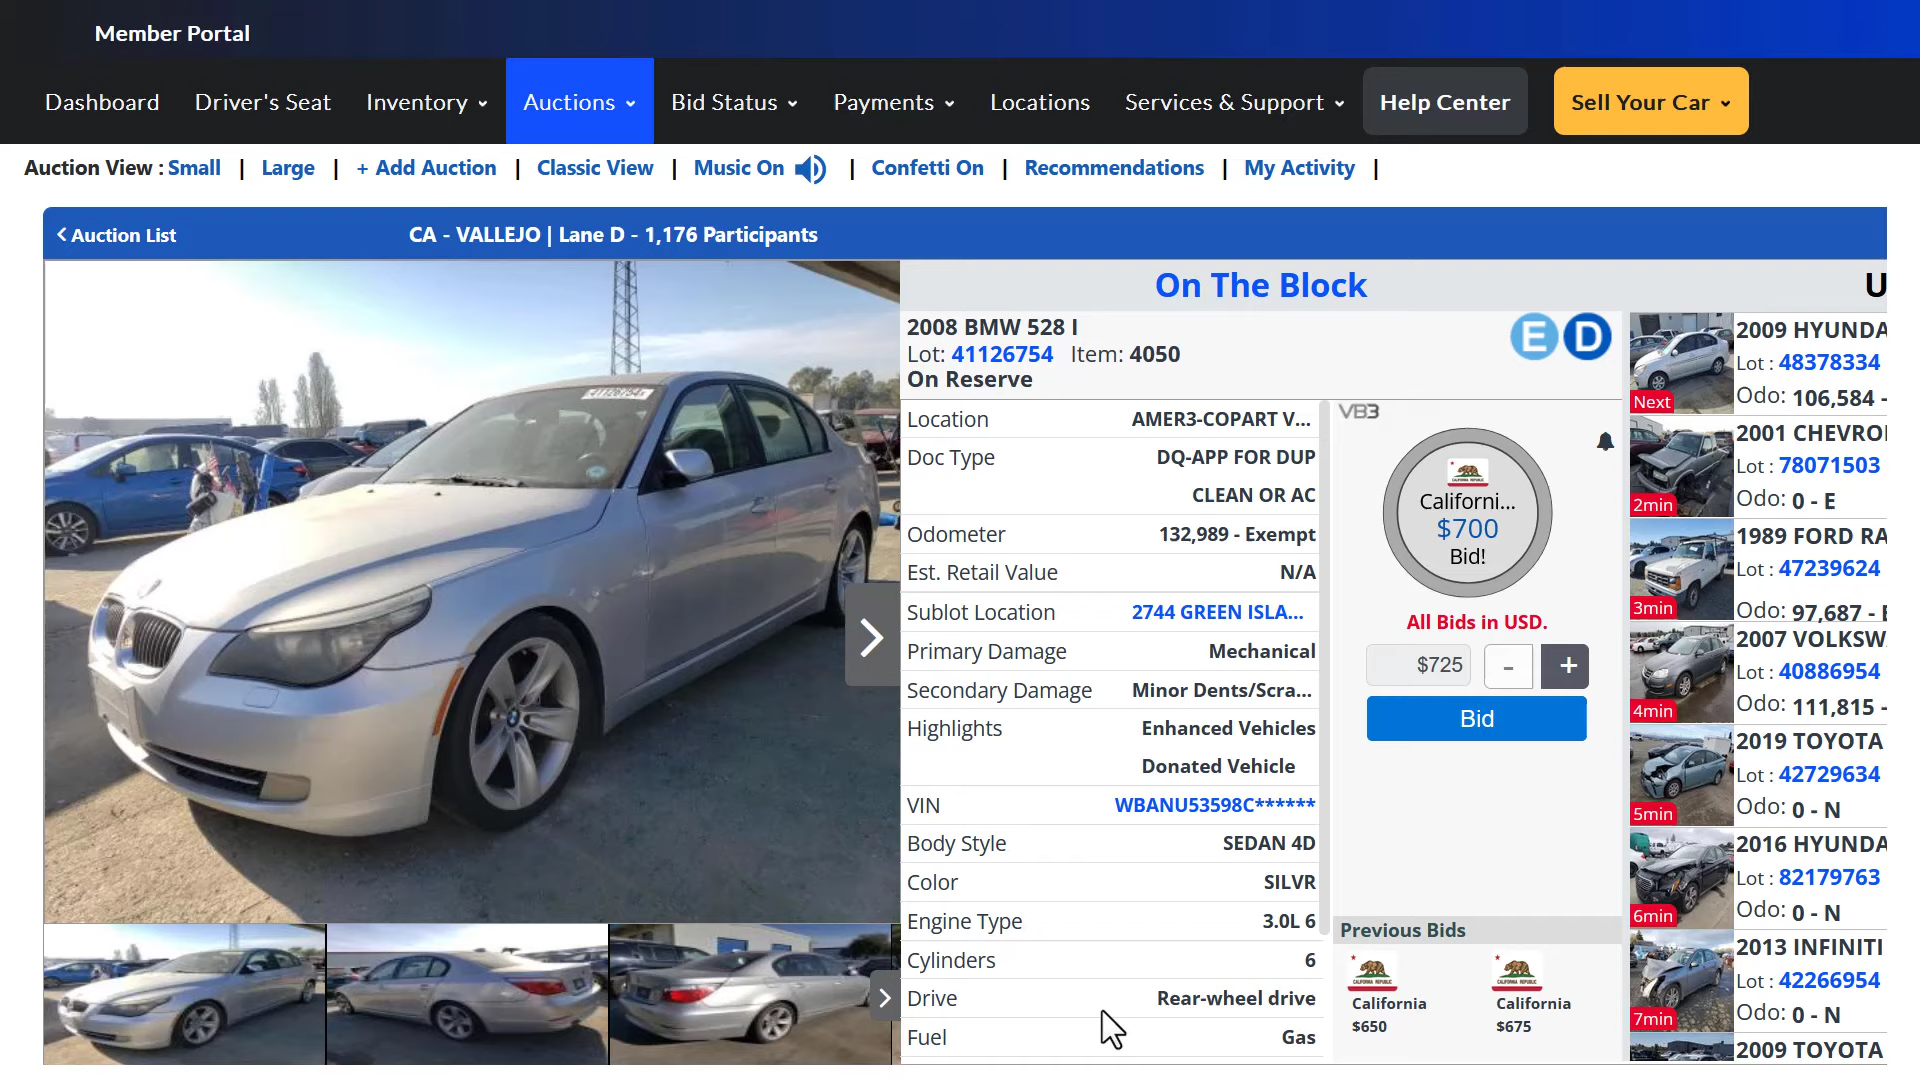 Member Portal
Dashboard Driver's Seat Inventory Auctions Bid Status Payments Locations Services & Support Help Center Sell Your Car
Auction View : Small | Large | + Add Auction | Classic View | Music On | Confetti On | Recommendations | My Activity |
Auction List CA - VALLEJO | Lane D - 1,176 Participants
On The Block
2008 BMW 528 I
Lot: 41126754 Item: 4050
On Reserve
E D
Location AMER3-COPART V...
Doc Type DQ-APP FOR DUP
CLEAN OR AC
Odometer 132,989 - Exempt
Est. Retail Value N/A
Sublot Location 2744 GREEN ISLA...
Primary Damage Mechanical
Secondary Damage Minor Dents/Scra...
Highlights Enhanced Vehicles
Donated Vehicle
VIN WBANU53598C******
Body Style SEDAN 4D
Color SILVR
Engine Type 3.0L 6
Cylinders 6
Drive Rear-wheel drive
Fuel Gas
VB3
CALIFORNIA REPUBLIC
Californi...
$700
Bid!
All Bids in USD.
$725 - +
Bid
Previous Bids
California
$650
California
$675
U
2009 HYUNDA
Lot : 48378334
Odo: 106,584 -
Next
2001 CHEVRO
Lot : 78071503
Odo: 0 - E
2min
1989 FORD RA
Lot : 47239624
Odo: 97,687 - E
3min
2007 VOLKSW
Lot : 40886954
Odo: 111,815 -
4min
2019 TOYOTA
Lot : 42729634
Odo: 0 - N
5min
2016 HYUNDA
Lot : 82179763
Odo: 0 - N
6min
2013 INFINITI
Lot : 42266954
Odo: 0 - N
7min
2009 TOYOTA
41126754